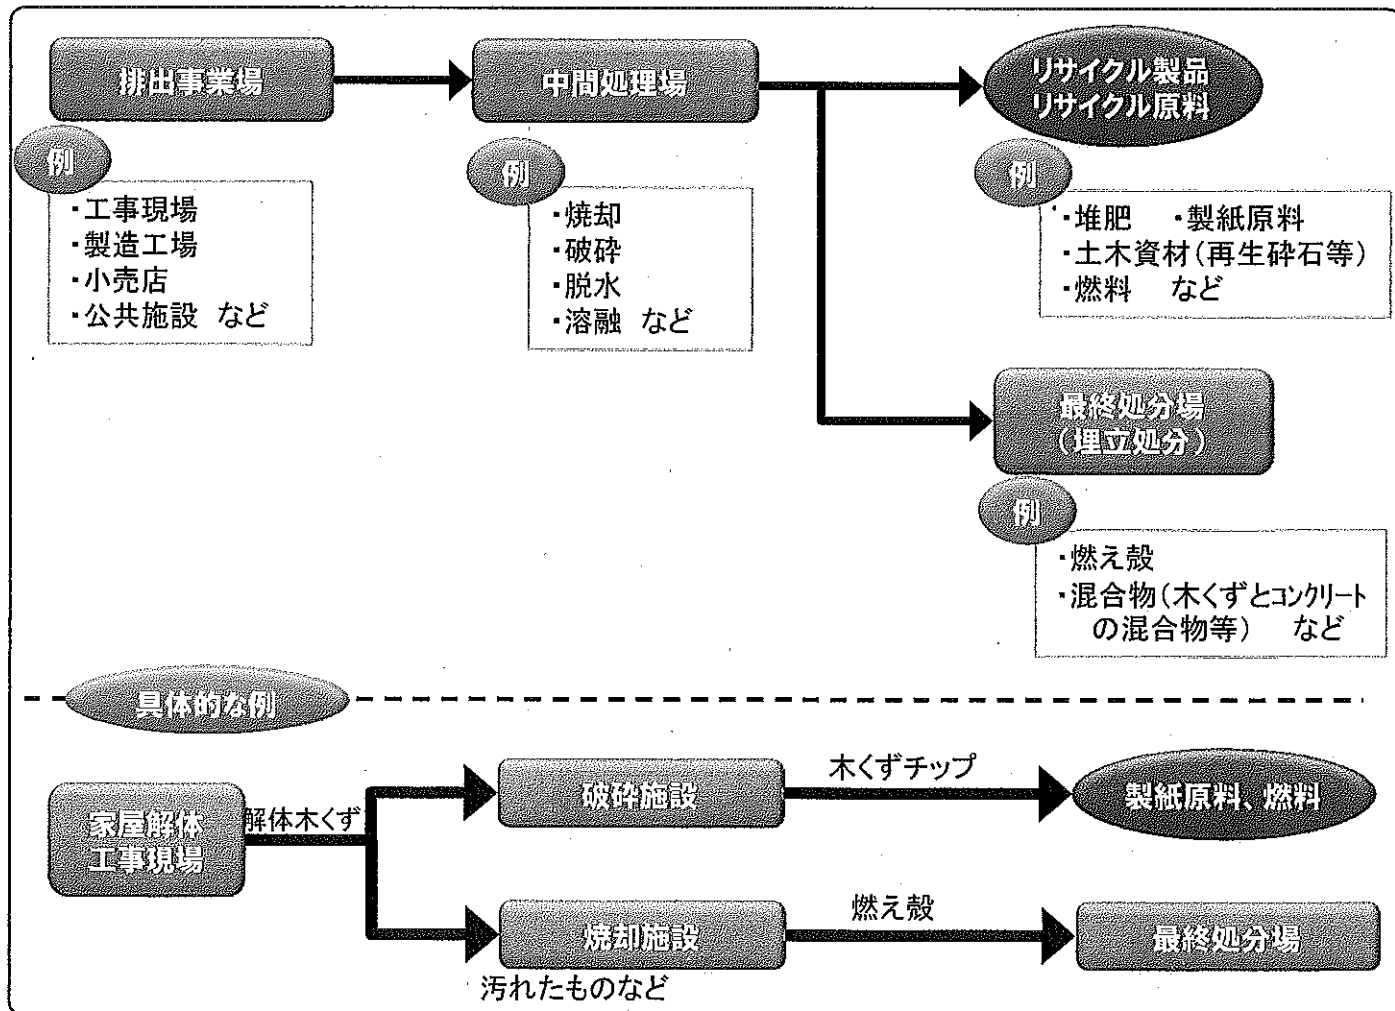 排出事業場
中間処理場
リサイクル製品
リサイクル原料
例
・工事現場
・製造工場
・小売店
・公共施設 など
例
・焼却
・破砕
・脱水
・溶融 など
例
・堆肥 ・製紙原料
・土木資材(再生砕石等)
・燃料 など
最終処分場
(埋立処分)
例
・燃え殻
・混合物(木くずとコンクリート
の混合物等) など
具体的な例
家屋解体
工事現場
解体木くず
破砕施設
木くずチップ
製紙原料、燃料
焼却施設
汚れたものなど
燃え殻
最終処分場